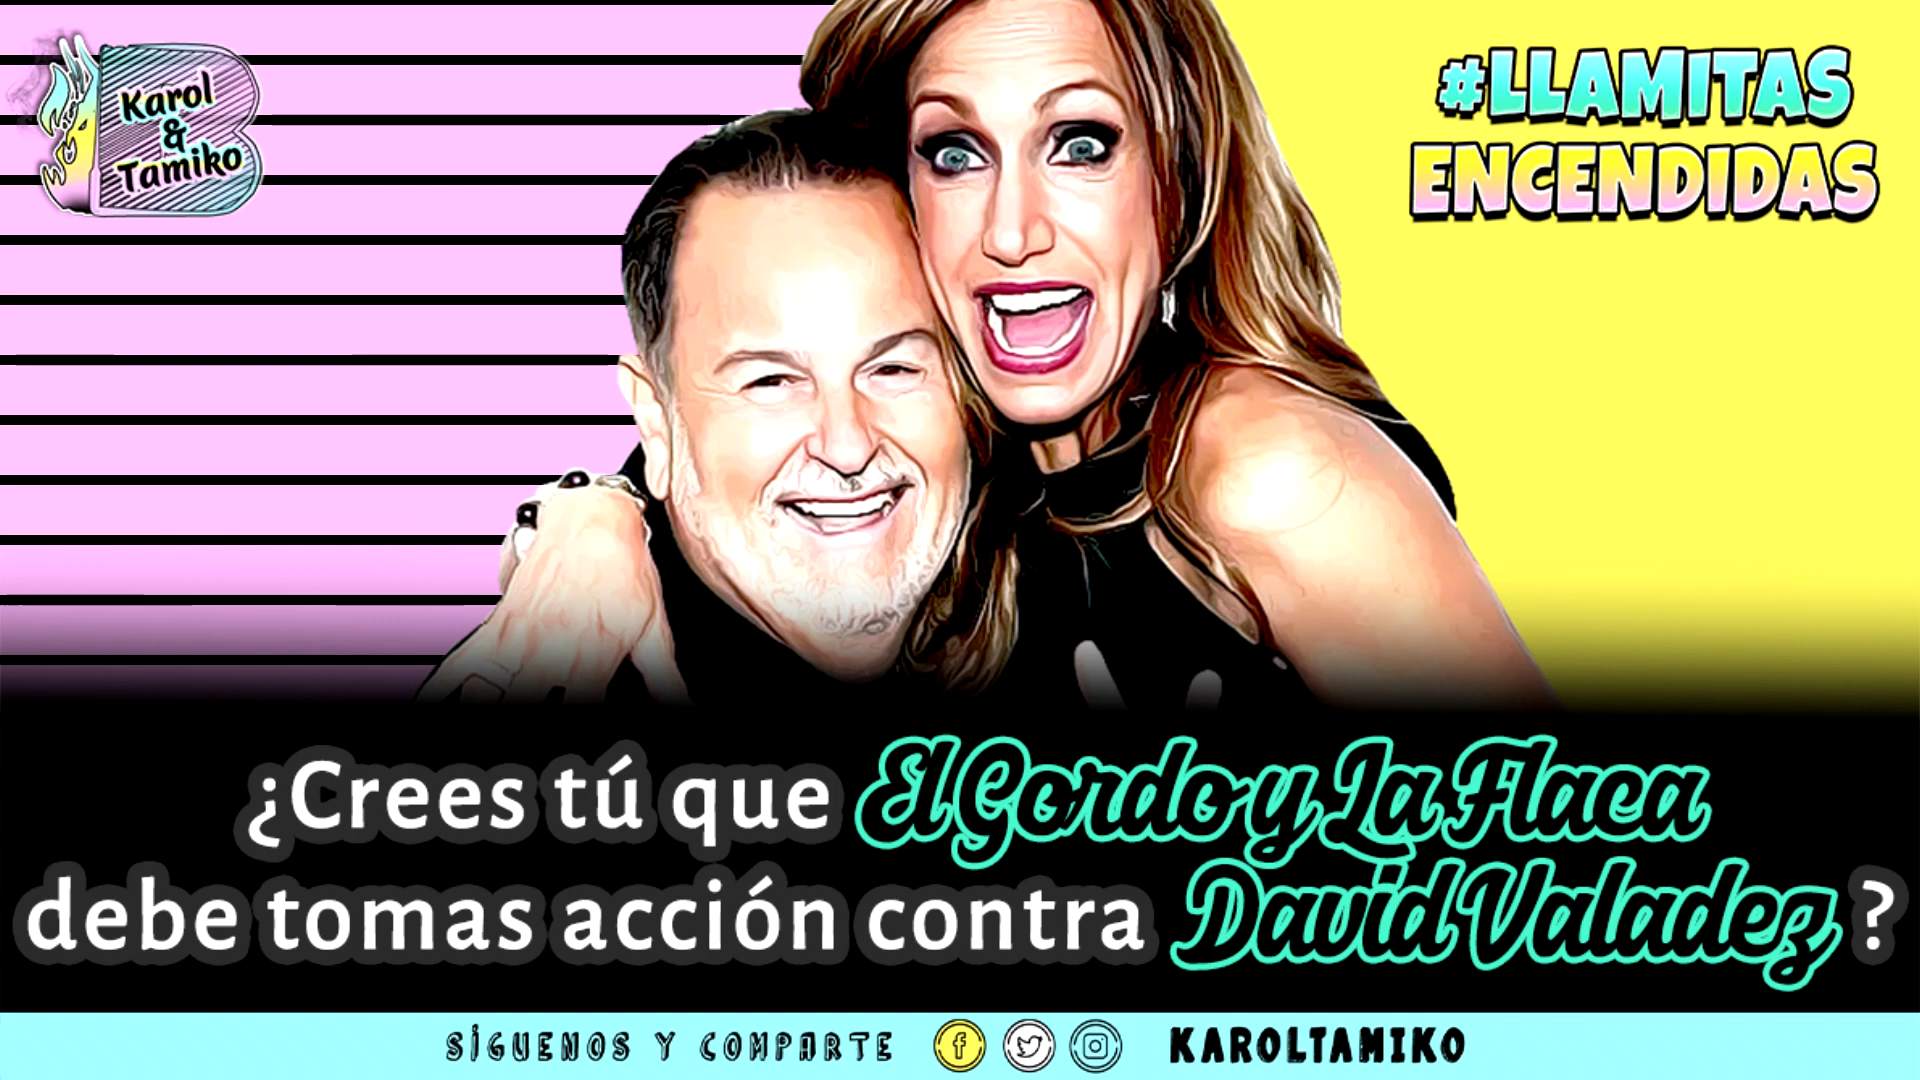 Karol
&
Tamiko
#LLAMITAS
ENCENDIDAS
¿Crees tú que El Gordo y La Flaca
debe tomas acción contra David Valadez ?
SÍGUENOS Y COMPARTE KAROLTAMIKO